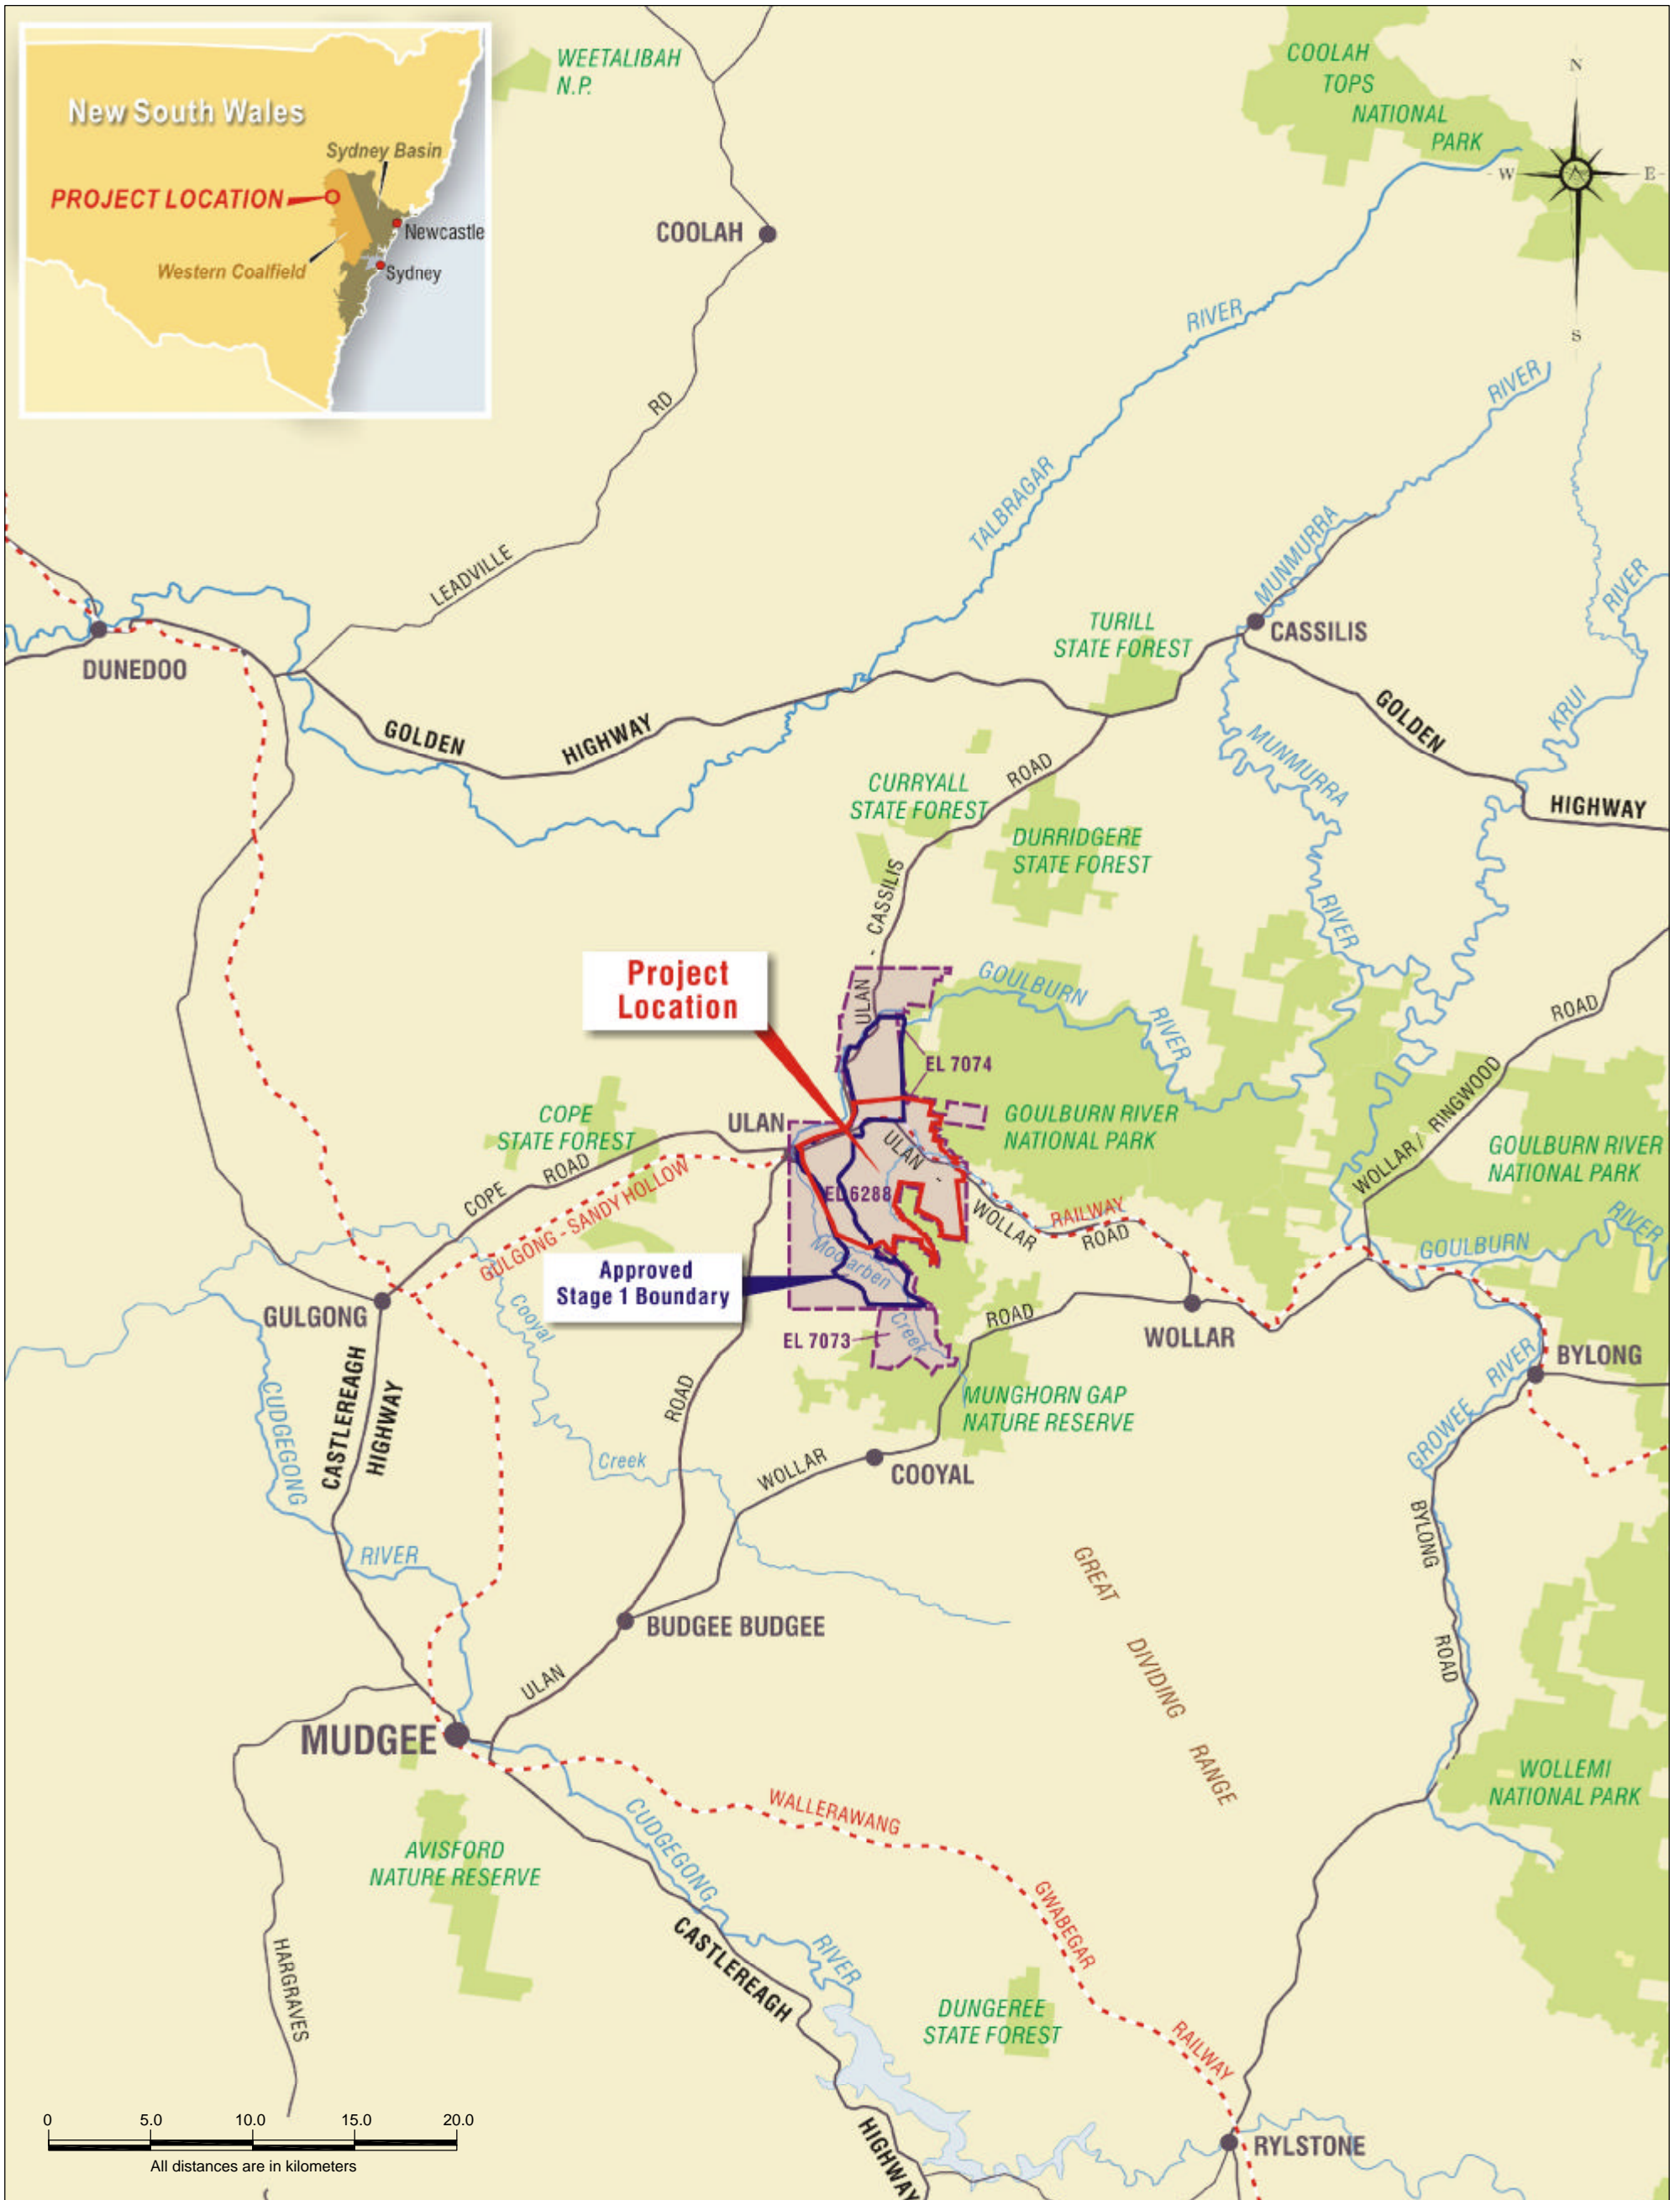 New South Wales
Sydney Basin
PROJECT LOCATION
Newcastle
Western Coalfield
Sydney
WEETALIBAH
N.P.
COOLAH
TOPS
NATIONAL
PARK
N
W
E
S
COOLAH
RIVER
RIVER
RD
TALBRAGAR
MUNMURRA
LEADVILLE
RIVER
TURILL
STATE FOREST
CASSILIS
DUNEDOO
KRUI
GOLDEN
HIGHWAY
GOLDEN
MUNMURRA
HIGHWAY
ROAD
CURRYALL
STATE FOREST
DURRIDGERE
STATE FOREST
ULAN - CASSILIS
RIVER
Project
Location
GOULBURN
RIVER
ROAD
EL 7074
GOULBURN RIVER
NATIONAL PARK
WOLLAR/ RINGWOOD
GOULBURN RIVER
NATIONAL PARK
COPE
STATE FOREST
ULAN
COPE
ROAD
ULAN -
EL 6288
WOLLAR
RAILWAY
ROAD
GULGONG - SANDY HOLLOW
RIVER
GOULBURN
Moolarben
Approved
Stage 1 Boundary
GULGONG
Cooyal
EL 7073
Creek
ROAD
WOLLAR
BYLONG
RIVER
GROWEE
CUDGEGONG
CASTLEREAGH
HIGHWAY
ROAD
MUNGHORN GAP
NATURE RESERVE
Creek
WOLLAR
COOYAL
BYLONG
RIVER
GREAT
DIVIDING
RANGE
BUDGEE BUDGEE
ROAD
ULAN
MUDGEE
WOLLEMI
NATIONAL PARK
WALLERAWANG
CUDGEGONG
AVISFORD
NATURE RESERVE
GWABEGAR
CASTLEREAGH
RIVER
HARGRAVES
DUNGEREE
STATE FOREST
RAILWAY
HIGHWAY
RYLSTONE
0 5.0 10.0 15.0 20.0
All distances are in kilometers